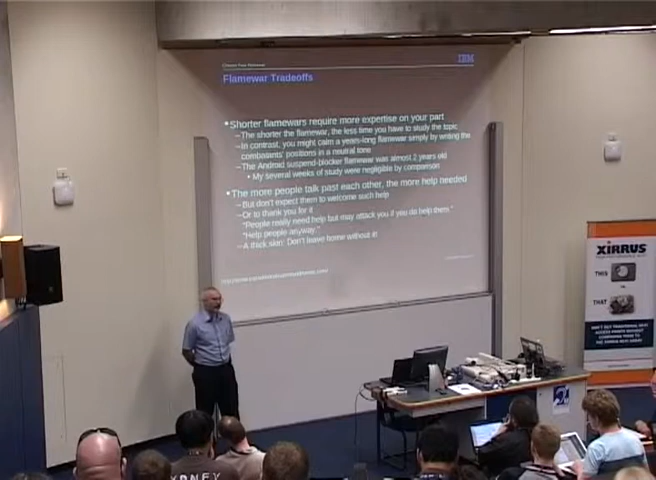 IBM
Flamewar Tradeoffs
Shorter flamewars require more expertise on your part
–The shorter the flamewar, the less time you have to study the topic
–In contrast, you might calm a years-long flamewar simply by writing the
combatants' positions in a neutral tone
–The Android suspend-blocker flamewar was almost 2 years old
• My several weeks of study were negligible by comparison
The more people talk past each other, the more help needed
–But don't expect them to welcome such help
–Or to thank you for it
"People really need help but may attack you if you do help them."
"Help people anyway."
–A thick skin: Don't leave home without it!
XIRRUS
THIS
THAT